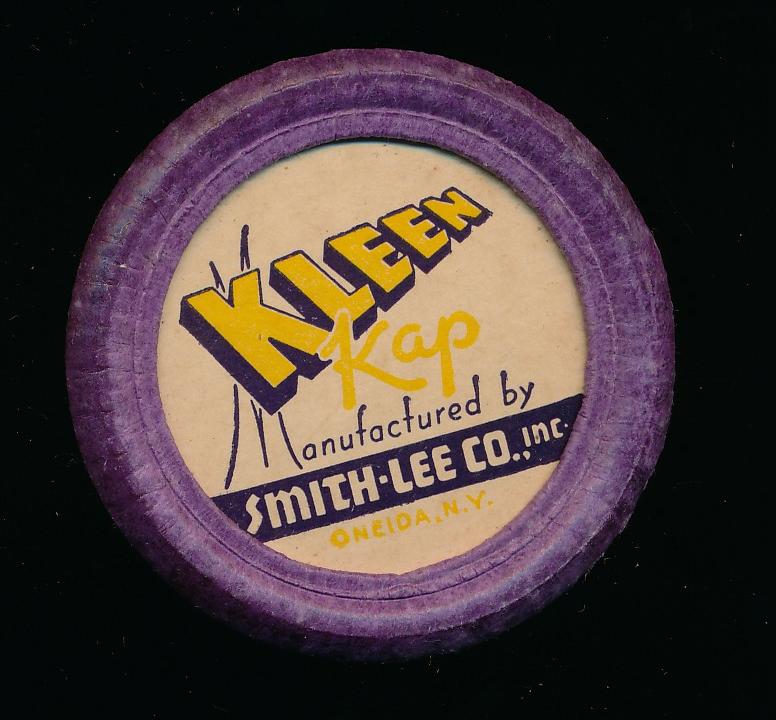 KLEEN
Kap
Manufactured by
SMITH-LEE CO., Inc.
ONEIDA, N.Y.